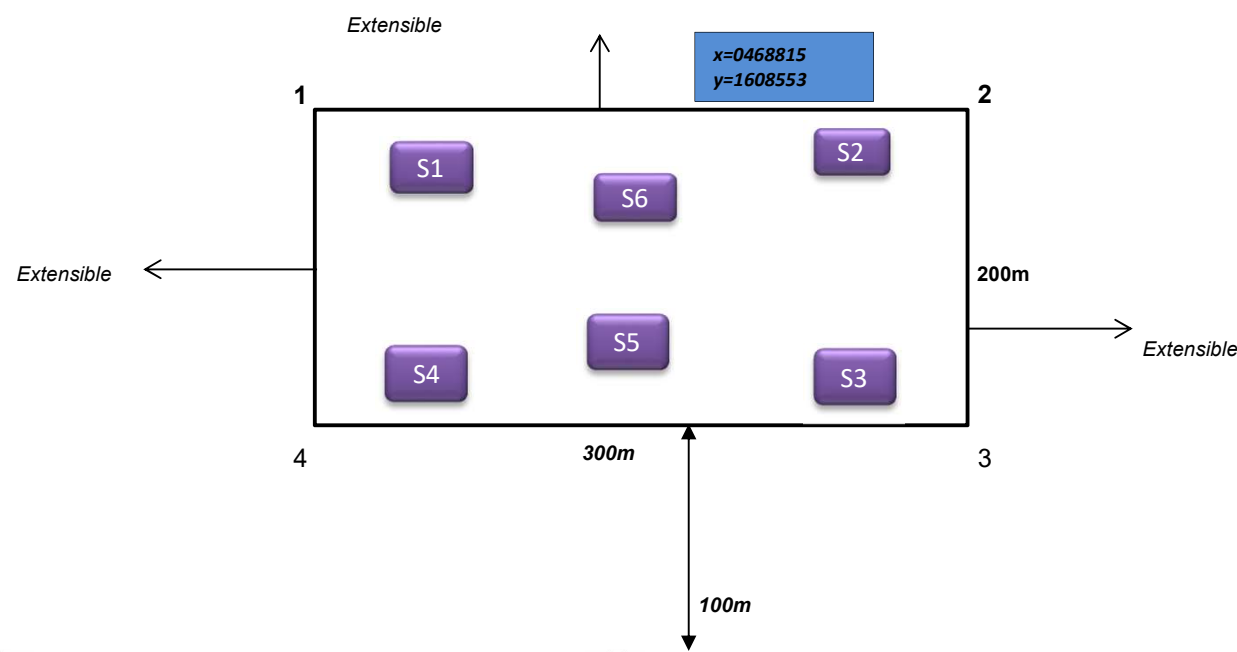 Extensible
x=0468815
y=1608553
1
2
S1
S2
S6
Extensible
200m
S5
Extensible
S4
S3
4
300m
3
100m